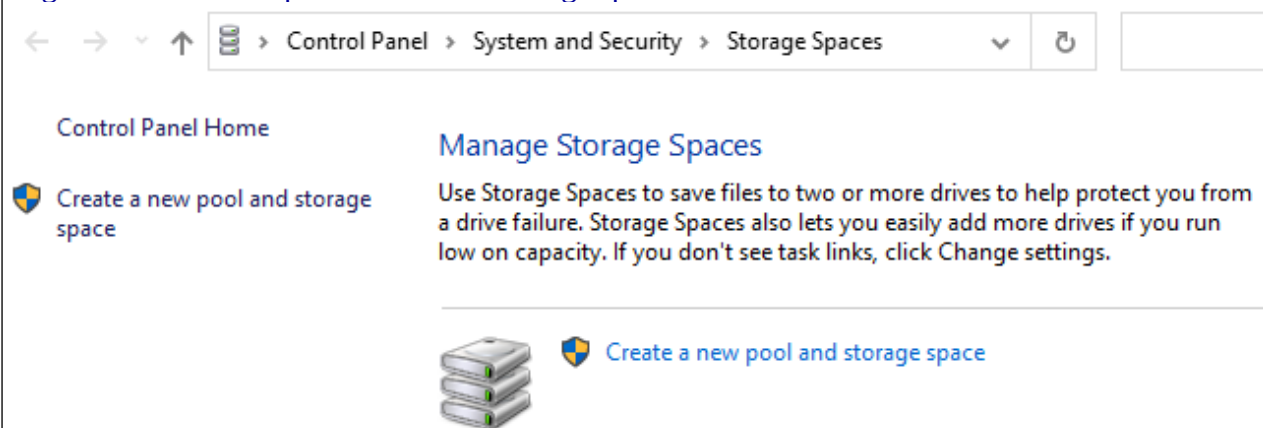 Control Panel > System and Security > Storage Spaces
Control Panel Home
Create a new pool and storage
space
Manage Storage Spaces
Use Storage Spaces to save files to two or more drives to help protect you from
a drive failure. Storage Spaces also lets you easily add more drives if you run
low on capacity. If you don't see task links, click Change settings.
Create a new pool and storage space